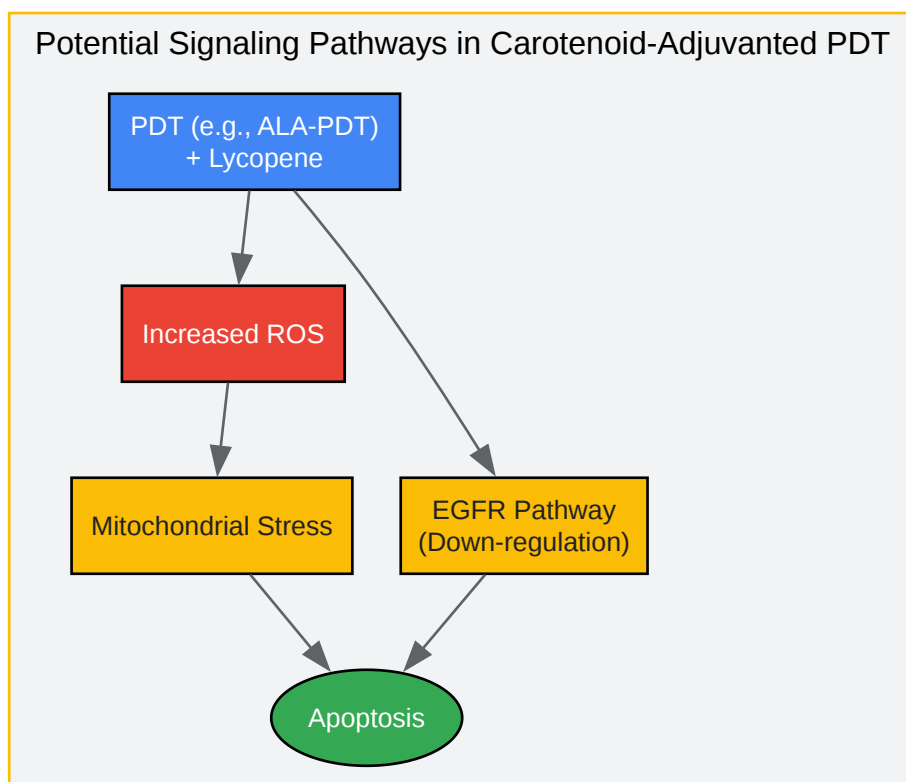 Potential Signaling Pathways in Carotenoid-Adjuvanted PDT
PDT (e.g., ALA-PDT)
+ Lycopene
Increased ROS
Mitochondrial Stress
EGFR Pathway
(Down-regulation)
Apoptosis